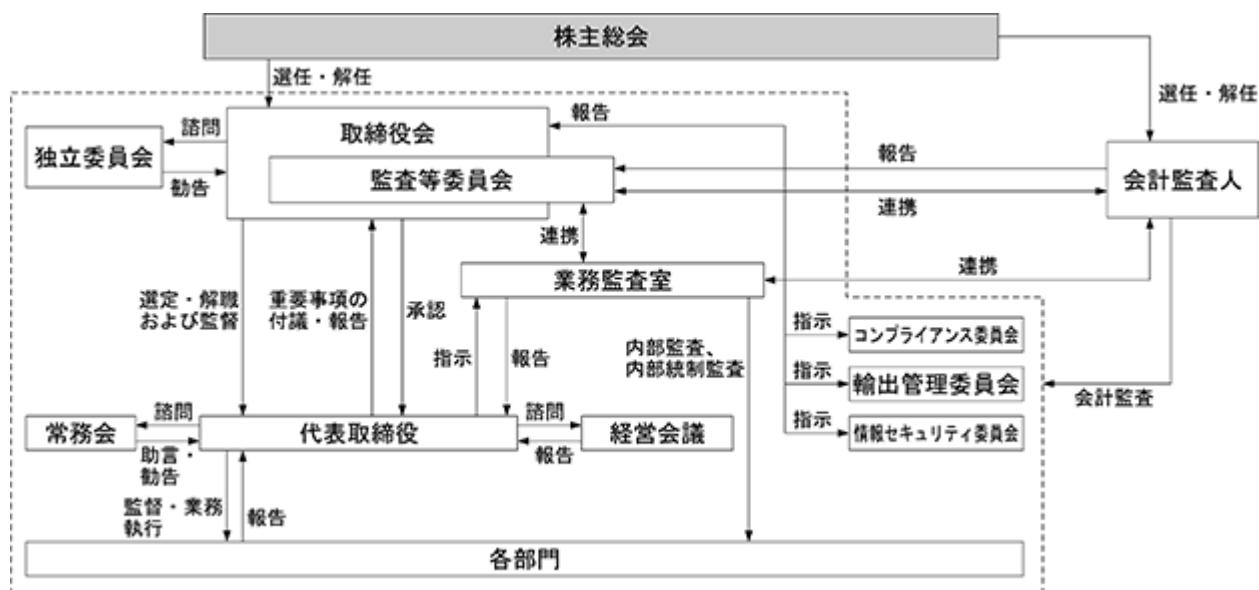 株主総会
選任・解任
選任・解任
報告
諮問
取締役会
独立委員会
勧告
監査等委員会
報告
会計監査人
連携
連携
業務監査室
連携
選定・解職
および監督
重要事項の
付議・報告
承認
指示
報告
内部監査、
内部統制監査
指示
コンプライアンス委員会
指示
輸出管理委員会
会計監査
指示
情報セキュリティ委員会
諮問
常務会
助言・
勧告
代表取締役
諮問
報告
経営会議
監督・業務
執行
報告
各部門